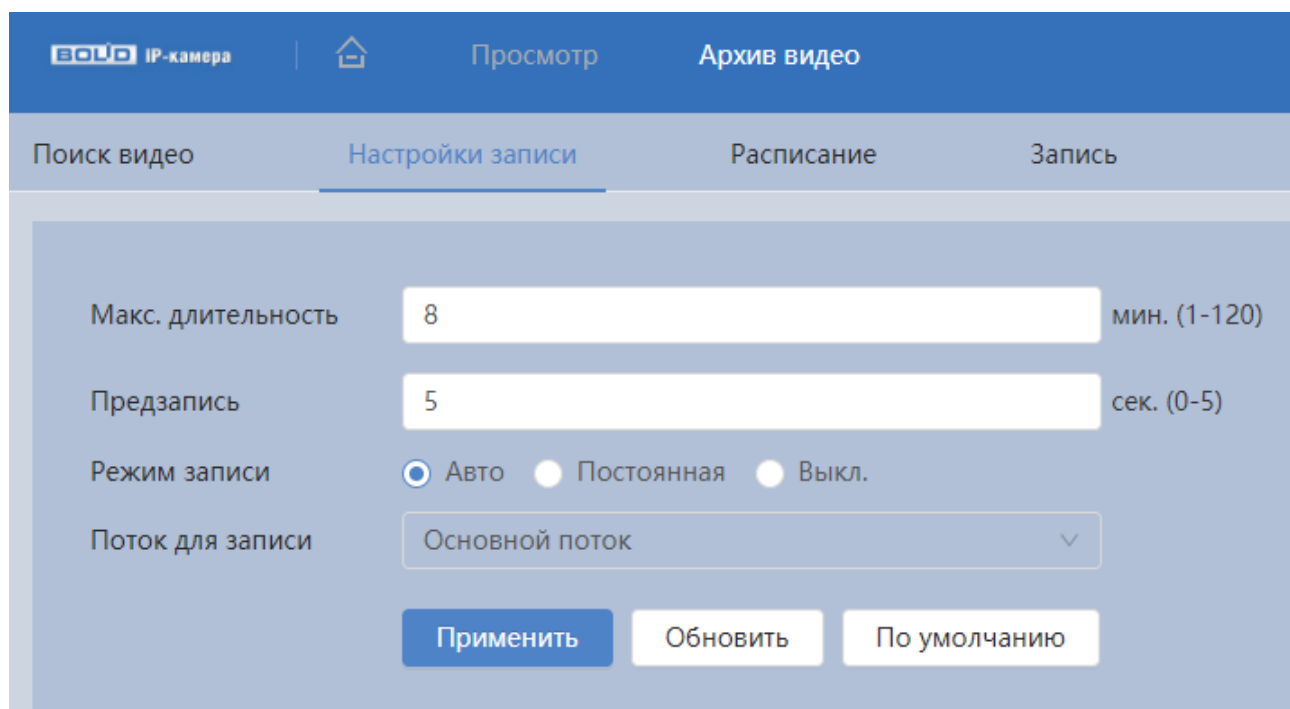 BOLID IP-камера Просмотр Архив видео
Поиск видео Настройки записи Расписание Запись
Макс. длительность 8 мин. (1-120)
Предзапись 5 сек. (0-5)
Режим записи Авто Постоянная Выкл.
Поток для записи Основной поток
Применить Обновить По умолчанию